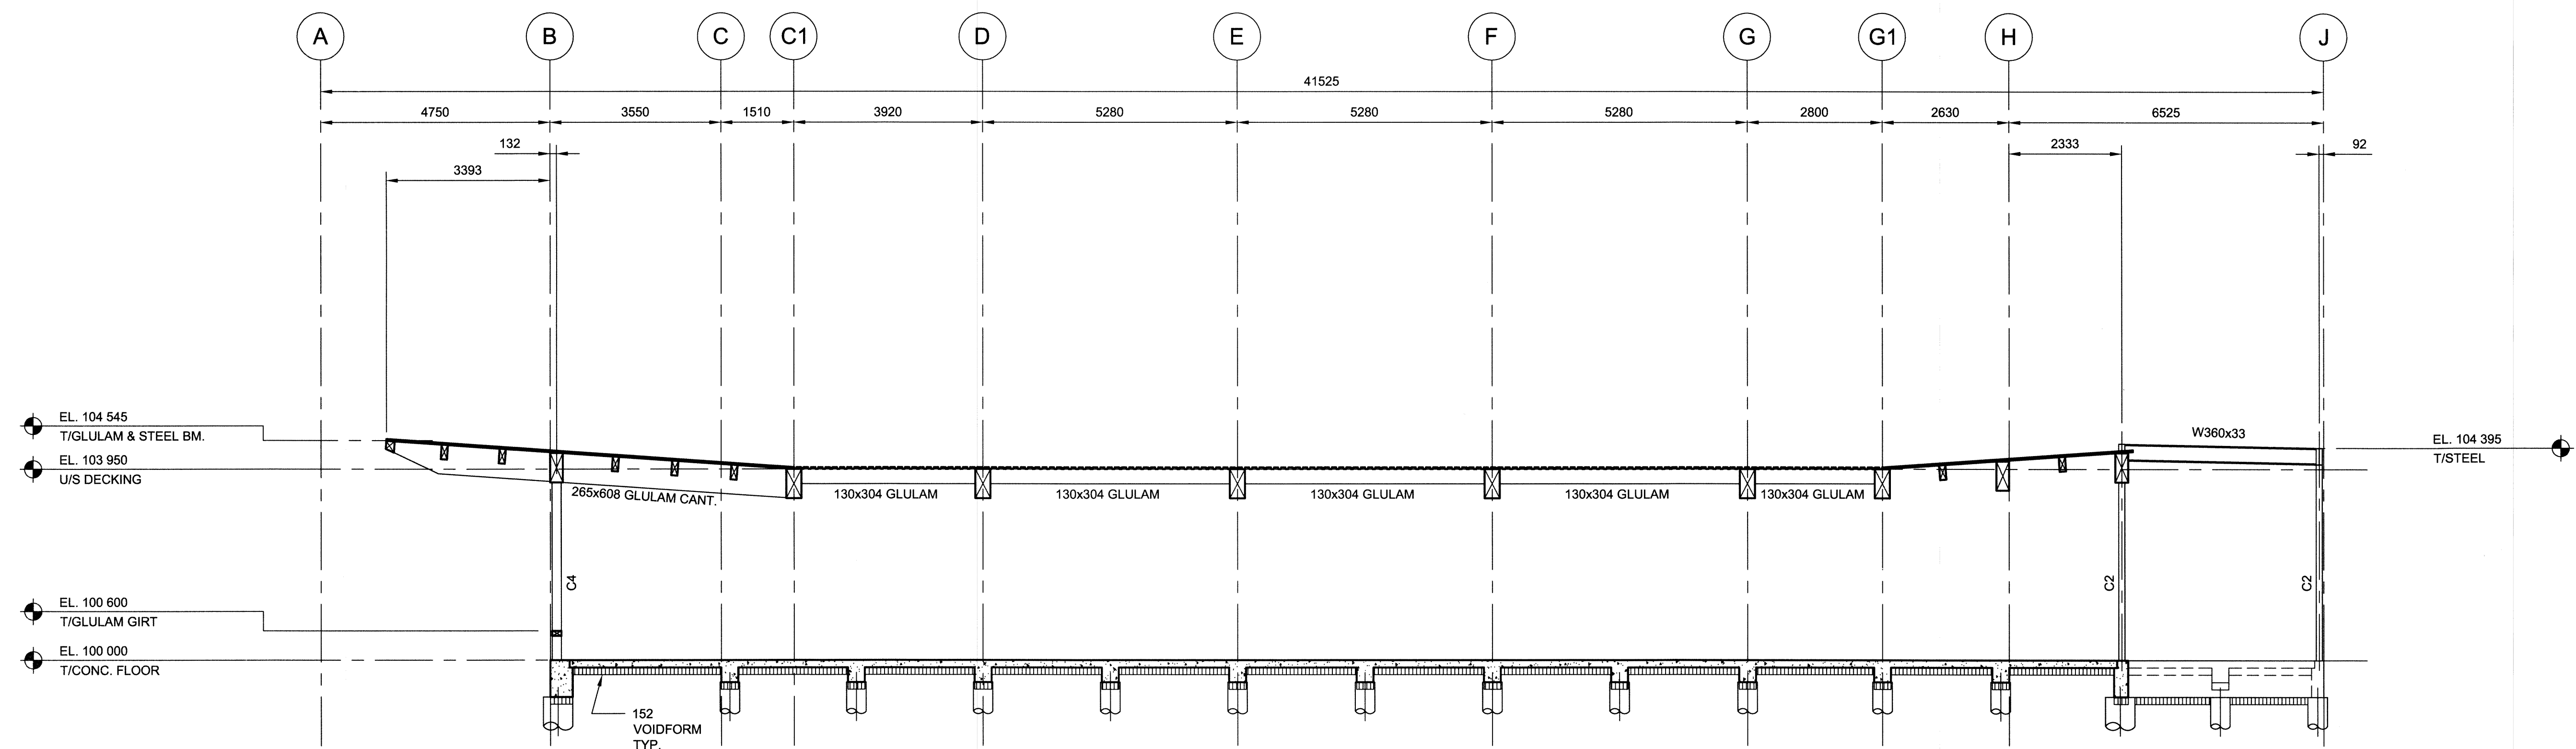 A B C C1 D E F G G1 H J
41525
4750 3550 1510 3920 5280 5280 5280 2800 2630 6525
132 2333 92
3393
W360x33
EL. 104 545
T/GLULAM & STEEL BM.
EL. 104 395
T/STEEL
EL. 103 950
U/S DECKING
265x608 GLULAM CANT. 130x304 GLULAM 130x304 GLULAM 130x304 GLULAM 130x304 GLULAM 130x304 GLULAM
C4 C2 C2
EL. 100 600
T/GLULAM GIRT
EL. 100 000
T/CONC. FLOOR
152
VOIDFORM
TYP.